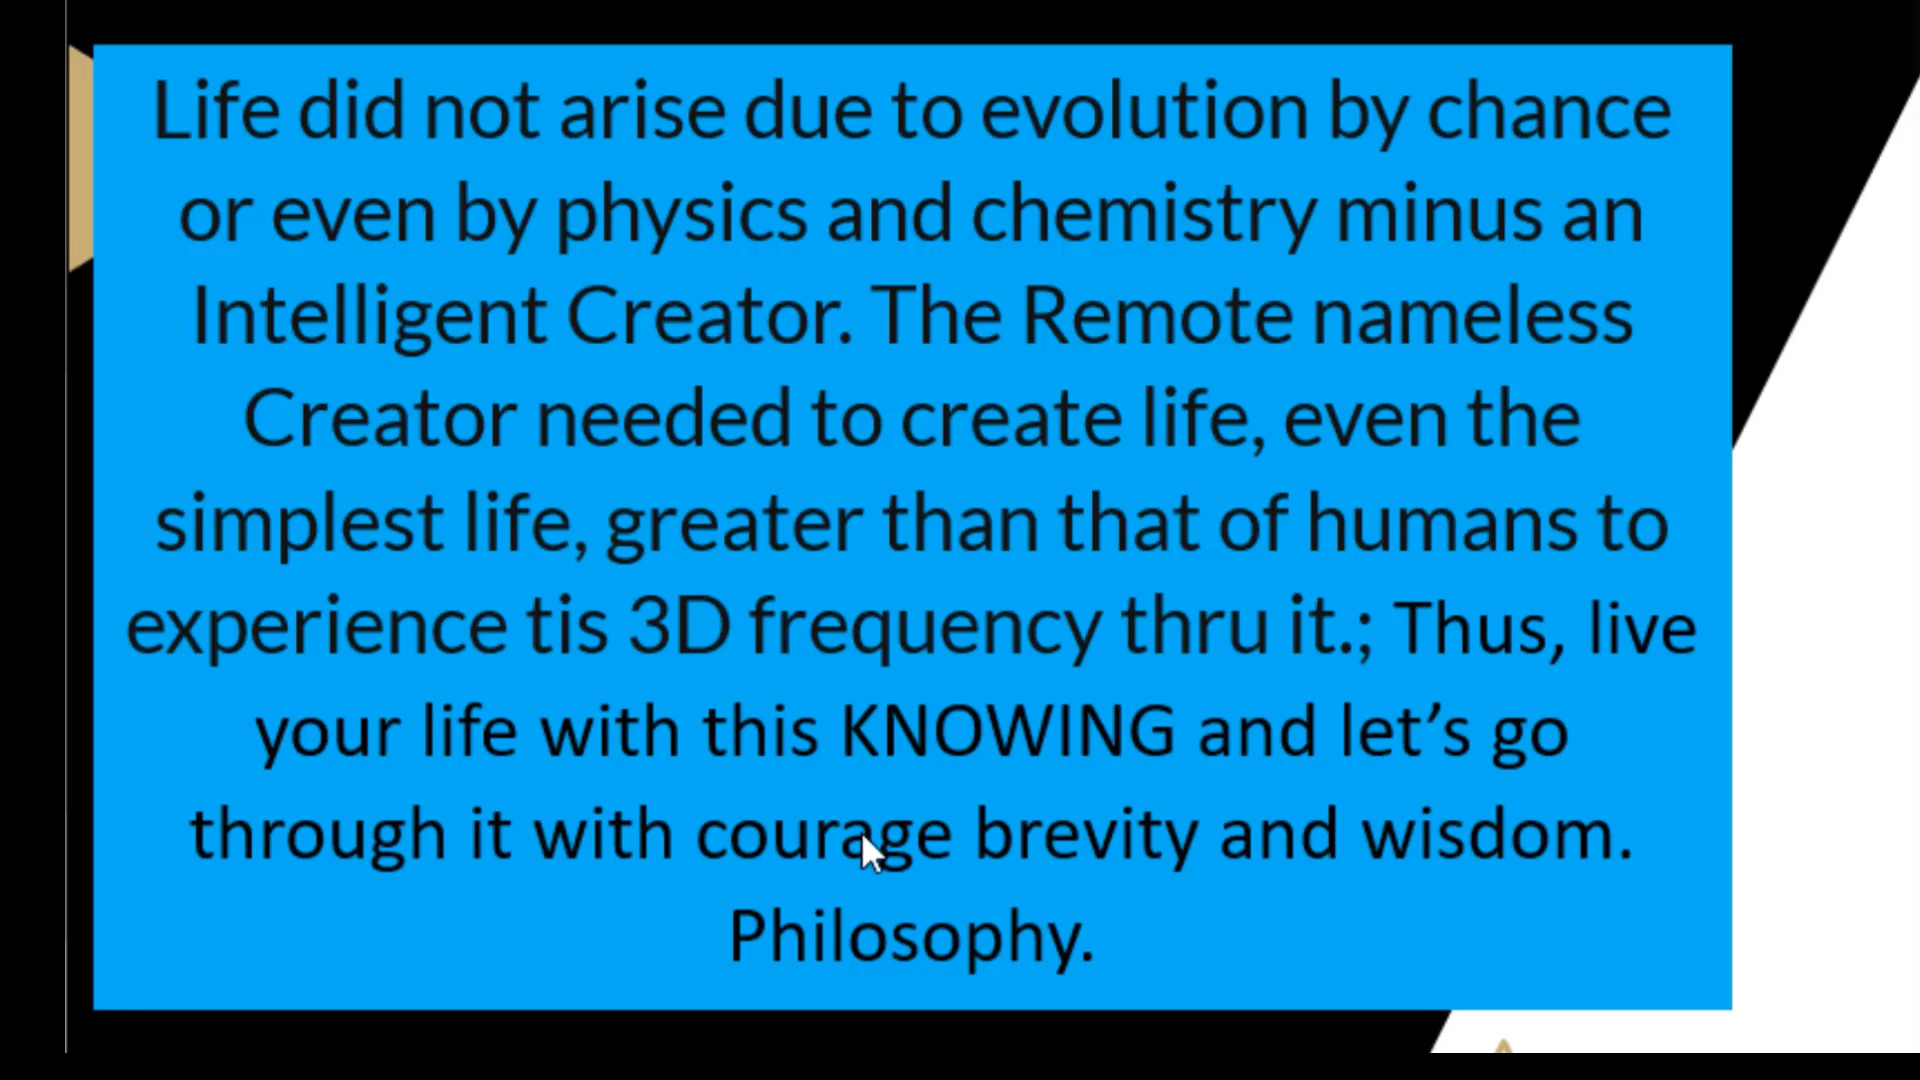 Life did not arise due to evolution by chance
or even by physics and chemistry minus an
Intelligent Creator. The Remote nameless
Creator needed to create life, even the
simplest life, greater than that of humans to
experience tis 3D frequency thru it.; Thus, live
your life with this KNOWING and let’s go
through it with courage brevity and wisdom.
Philosophy.